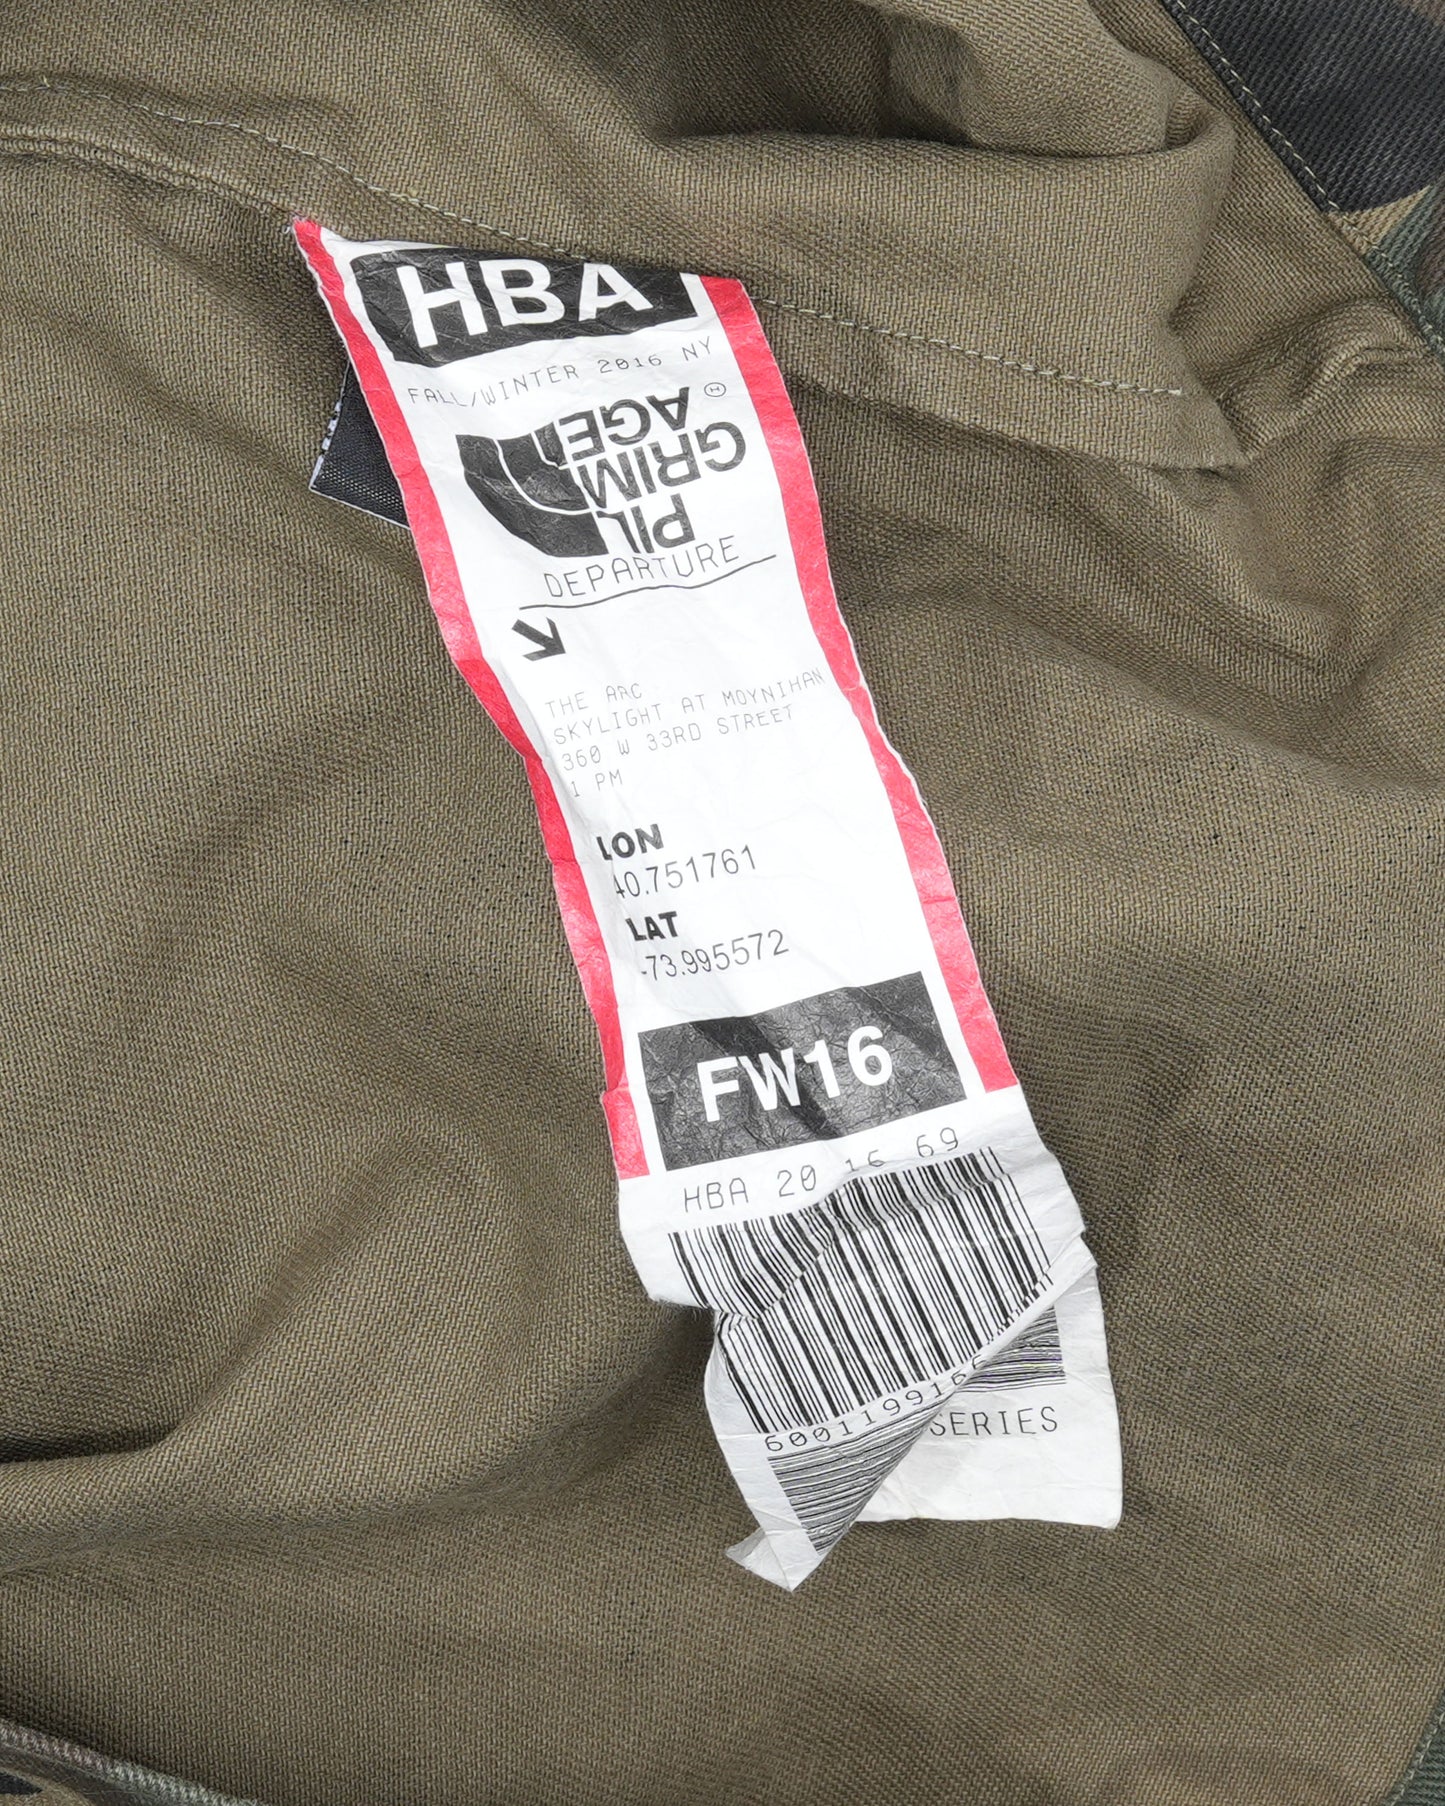 HBA
FALL/WINTER 2016 NY
PIL
GRIM
AGE
DEPARTURE
THE ARC
SKYLIGHT AT MOYNIHAN
360 W 33RD STREET
1 PM
LON
40.751761
LAT
-73.995572
FW16
HBA 20 16 69
600119916
SERIES